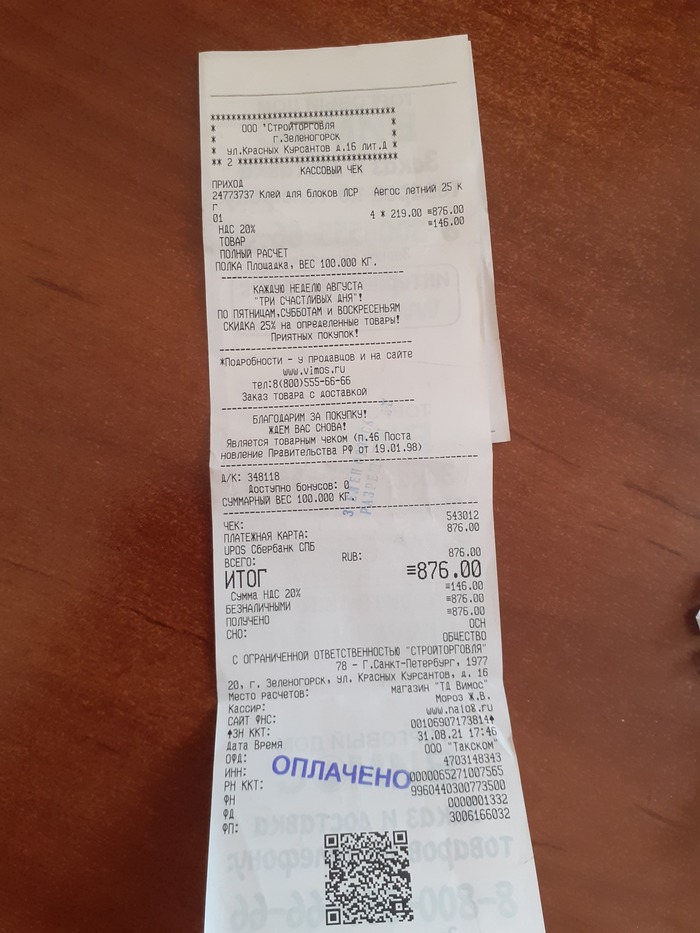 ************************************
* ООО 'Стройторговля *
* г.Зеленогорск *
* ул.Красных Курсантов д.16 лит.Д *
** 2 *******************************
КАССОВЫЙ ЧЕК
ПРИХОД
24773737 Клей для блоков ЛСР Аегос летний 25 к
г
01 4 * 219.00 =876.00
НДС 20% =146.00
ТОВАР
ПОЛНЫЙ РАСЧЕТ
ПОЛКА Площадка, ВЕС 100.000 КГ.
КАЖДУЮ НЕДЕЛЮ АВГУСТА
"ТРИ СЧАСТЛИВЫХ ДНЯ"!
ПО ПЯТНИЦАМ,СУББОТАМ И ВОСКРЕСЕНЬЯМ
СКИДКА 25% на определенные товары!
Приятных покупок!
*Подробности - у продавцов и на сайте
www.vimos.ru
тел:8(800)555-66-66
Заказ товара с доставкой
БЛАГОДАРИМ ЗА ПОКУПКУ!
ЖДЕМ ВАС СНОВА!
Является товарным чеком (п.46 Поста
новление Правительства РФ от 19.01.98)
Д/К: 348118
Доступно бонусов: 0
СУММАРНЫЙ ВЕС 100.000 КГ.
ЧЕК: 543012
ПЛАТЕЖНАЯ КАРТА: 876.00
UPOS Сбербанк СПБ
ВСЕГО: RUB: 876.00
ИТОГ =876.00
Сумма НДС 20% =146.00
БЕЗНАЛИЧНЫМИ =876.00
ПОЛУЧЕНО =876.00
СНО: ОСН
ОБЩЕСТВО
С ОГРАНИЧЕННОЙ ОТВЕТСТВЕННОСТЬЮ "СТРОЙТОРГОВЛЯ"
78 - Г.Санкт-Петербург, 1977
20, г. Зеленогорск, ул. Красных Курсантов, д. 16
Место расчетов: магазин "ТД Вимос"
Кассир: Мороз Ж.В.
САЙТ ФНС: www.nalog.ru
ЗН ККТ: 00106907173814
Дата Время 31.08.21 17:46
ОФД: ООО "Такском"
ИНН: 4703148343
РН ККТ: 0000065271007565
ФН 9960440300773500
ФД 0000001332
ФП: 3006166032
ОПЛАЧЕНО